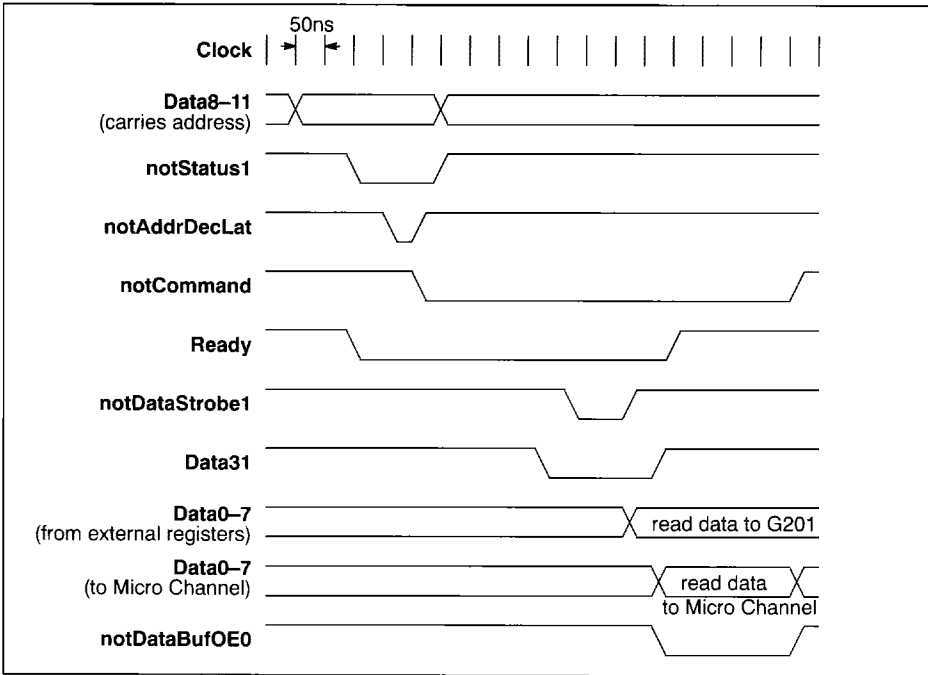 50ns
Clock
Data8–11
(carries address)
notStatus1
notAddrDecLat
notCommand
Ready
notDataStrobe1
Data31
Data0–7
(from external registers)
read data to G201
Data0–7
(to Micro Channel)
read data
to Micro Channel
notDataBufOE0